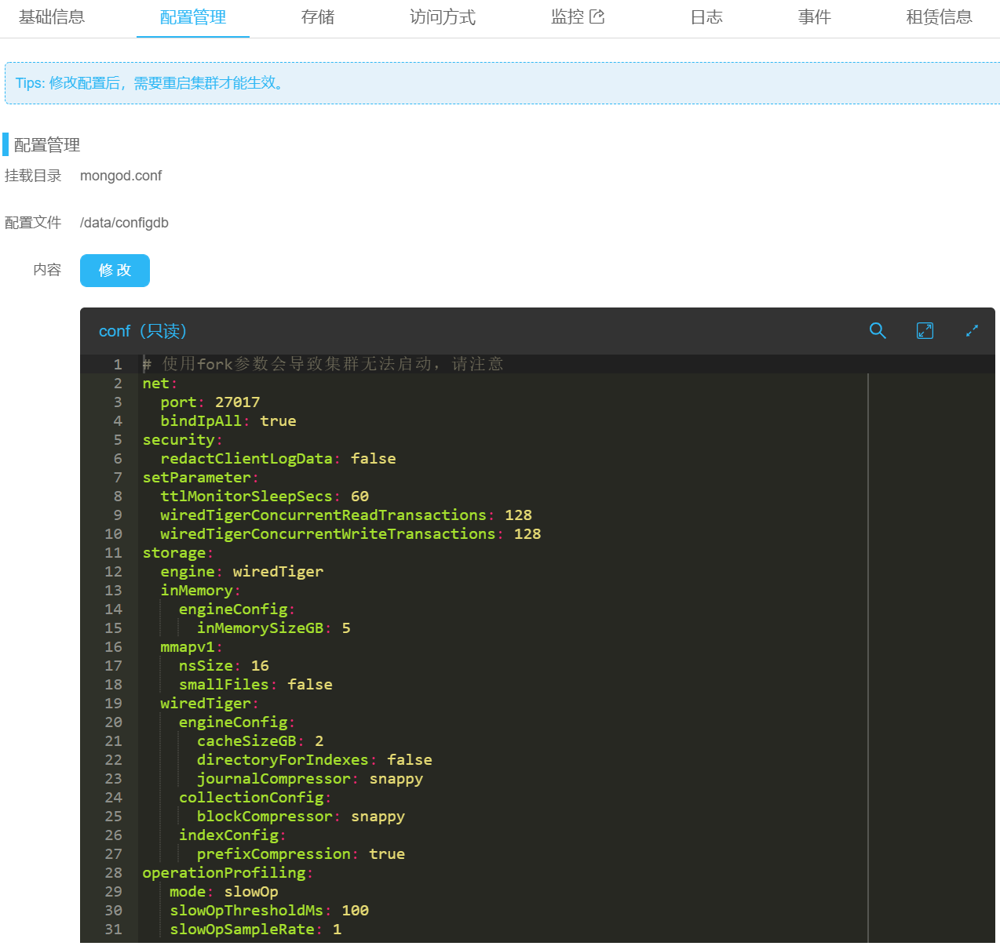 基础信息 配置管理 存储 访问方式 监控 日志 事件 租赁信息
Tips: 修改配置后，需要重启集群才能生效。
配置管理
挂载目录 mongod.conf
配置文件 /data/configdb
内容 修 改
conf（只读）
1 # 使用fork参数会导致集群无法启动，请注意
2 net:
3   port: 27017
4   bindIpAll: true
5 security:
6   redactClientLogData: false
7 setParameter:
8   ttlMonitorSleepSecs: 60
9   wiredTigerConcurrentReadTransactions: 128
10   wiredTigerConcurrentWriteTransactions: 128
11 storage:
12   engine: wiredTiger
13   inMemory:
14     engineConfig:
15       inMemorySizeGB: 5
16   mmapv1:
17     nsSize: 16
18     smallFiles: false
19   wiredTiger:
20     engineConfig:
21       cacheSizeGB: 2
22       directoryForIndexes: false
23       journalCompressor: snappy
24     collectionConfig:
25       blockCompressor: snappy
26     indexConfig:
27       prefixCompression: true
28 operationProfiling:
29    mode: slowOp
30    slowOpThresholdMs: 100
31    slowOpSampleRate: 1